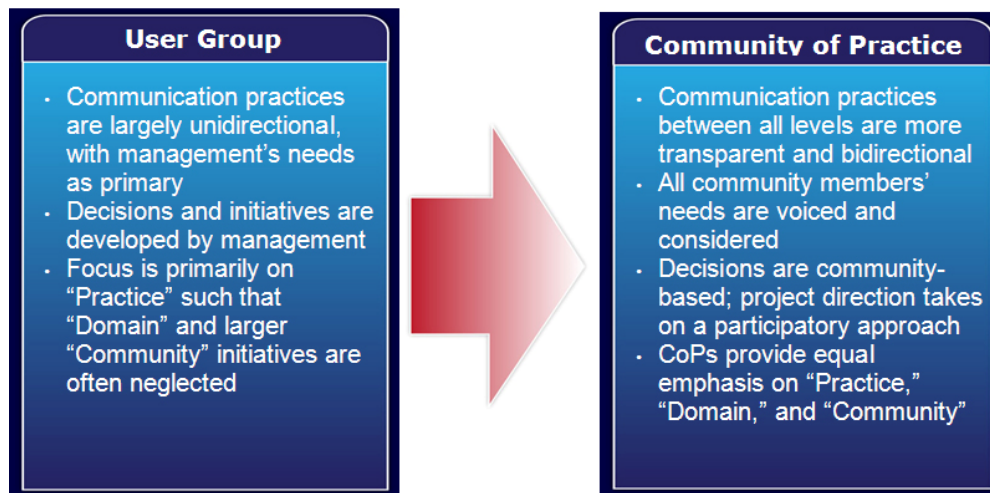 User Group
• Communication practices
are largely unidirectional,
with management's needs
as primary
• Decisions and initiatives are
developed by management
• Focus is primarily on
“Practice” such that
“Domain” and larger
“Community” initiatives are
often neglected
Community of Practice
• Communication practices
between all levels are more
transparent and bidirectional
• All community members’
needs are voiced and
considered
• Decisions are community-
based; project direction takes
on a participatory approach
• CoPs provide equal
emphasis on “Practice,”
“Domain,” and “Community”